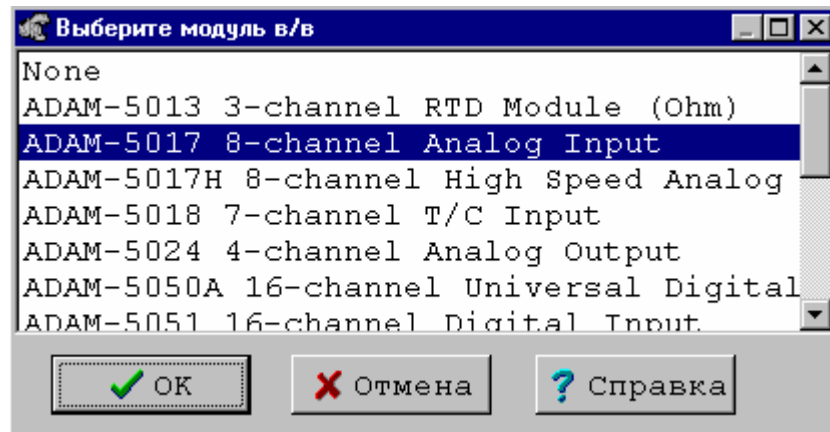 Выберите модуль в/в
None
ADAM-5013 3-channel RTD Module (Ohm)
ADAM-5017 8-channel Analog Input
ADAM-5017H 8-channel High Speed Analog
ADAM-5018 7-channel T/C Input
ADAM-5024 4-channel Analog Output
ADAM-5050A 16-channel Universal Digital
ADAM-5051 16-channel Digital Input
OK Отмена Справка